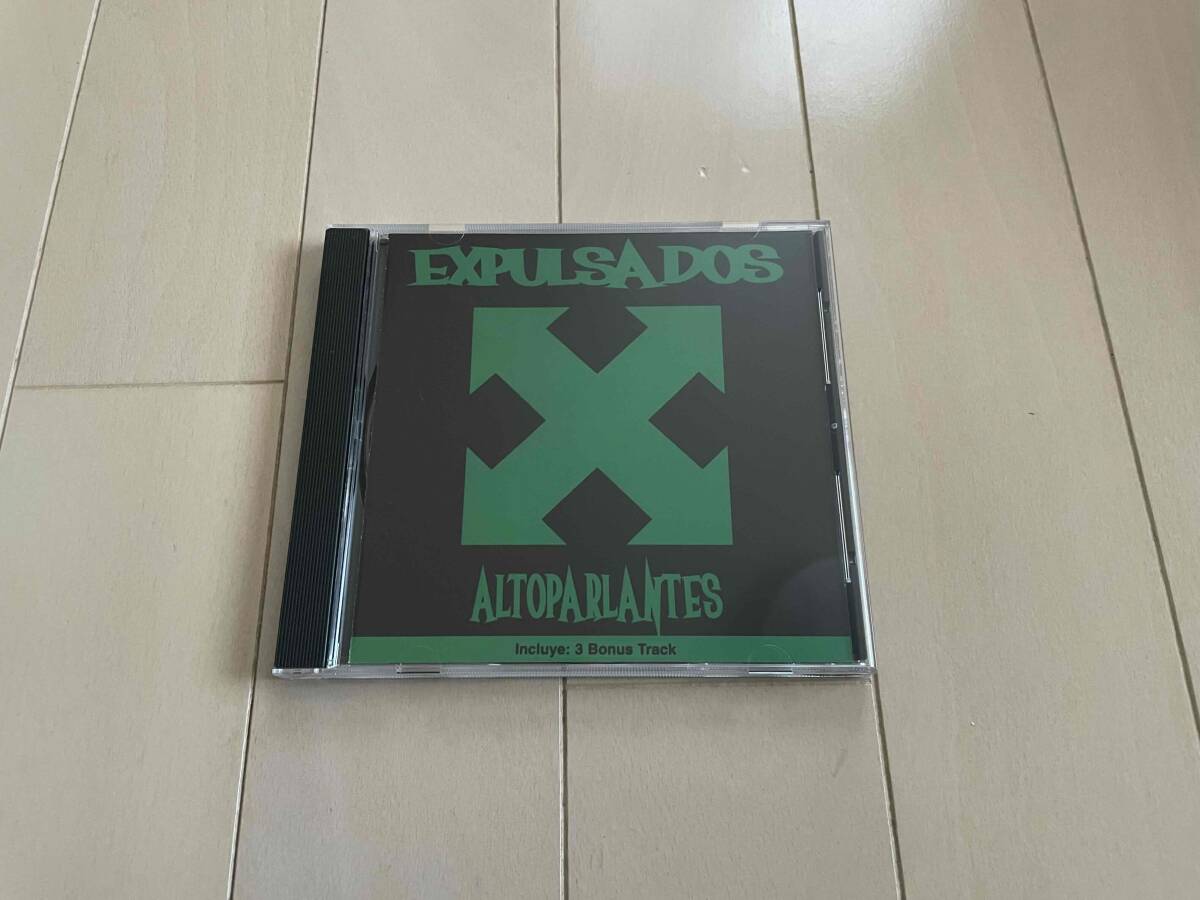 EXPULSADOS
ALTOPARLANTES
Incluye: 3 Bonus Track